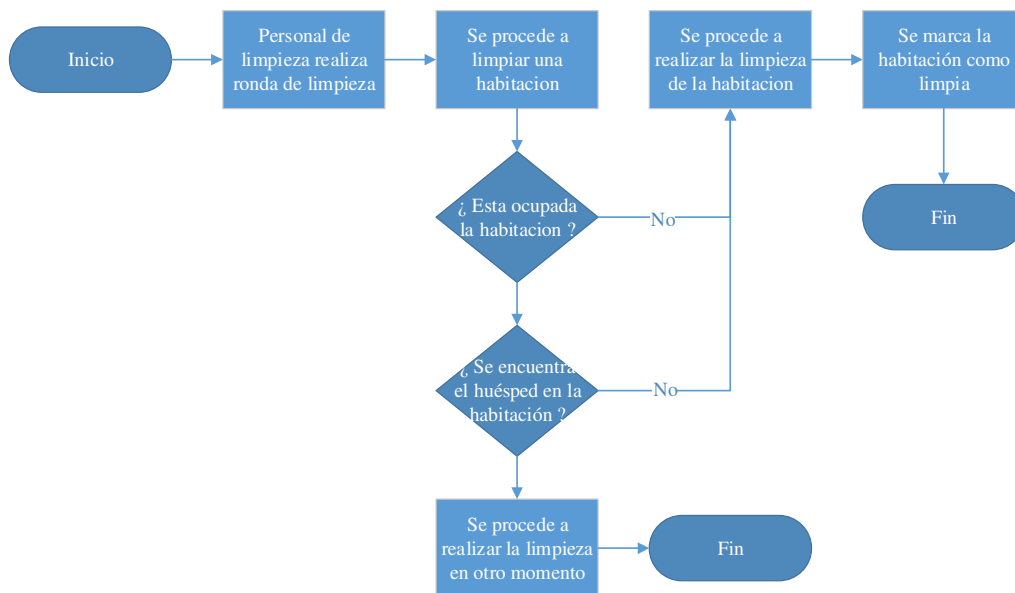 Inicio
Personal de
limpieza realiza
ronda de limpieza
Se procede a
limpiar una
habitacion
Se procede a
realizar la limpieza
de la habitacion
Se marca la
habitación como
limpia
¿ Esta ocupada
la habitacion ?
No
Fin
¿ Se encuentra
el huésped en la
habitación ?
No
Se procede a
realizar la limpieza
en otro momento
Fin